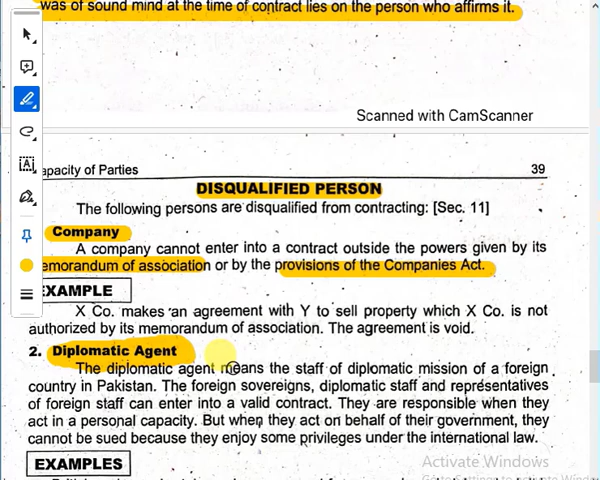 was of sound mind at the time of contract lies on the person who affirms it.
Scanned with CamScanner
apacity of Parties 39
DISQUALIFIED PERSON
The following persons are disqualified from contracting: [Sec. 11]
Company
A company cannot enter into a contract outside the powers given by its
emorandum of association or by the provisions of the Companies Act.
EXAMPLE
X Co. makes an agreement with Y to sell property which X Co. is not
authorized by its memorandum of association. The agreement is void.
2. Diplomatic Agent
The diplomatic agent means the staff of diplomatic mission of a foreign
country in Pakistan. The foreign sovereigns, diplomatic staff and representatives
of foreign staff can enter into a valid contract. They are responsible when they
act in a personal capacity. But when they act on behalf of their government, they
cannot be sued because they enjoy some privileges under the international law.
EXAMPLES
Activate Windows